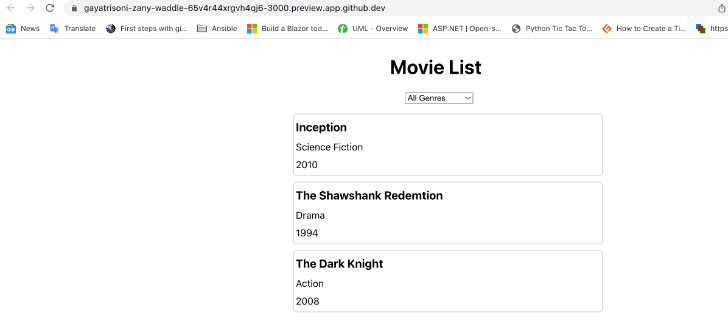 gayatrisoni-zany-waddle-65v4r44xrgvh4qj6-3000.preview.app.github.dev
News Translate First steps with gi... Ansible Build a Blazor tod... UML - Overview ASP.NET | Open-s... Python Tic Tac To... How to Create a Ti... https
Movie List
All Genres
Inception
Science Fiction
2010
The Shawshank Redemtion
Drama
1994
The Dark Knight
Action
2008